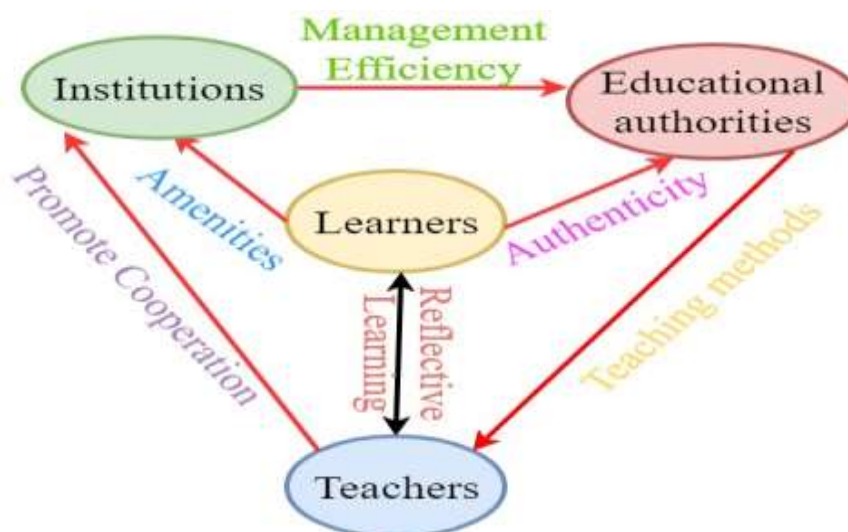 Management
Efficiency
Institutions
Educational
authorities
Promote Cooperation
Amenities
Learners
Authenticity
Teaching methods
Reflective
Learning
Teachers